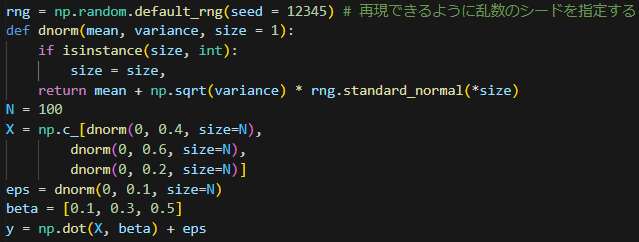 rng = np.random.default_rng(seed = 12345) # 再現できるように乱数のシードを指定する
def dnorm(mean, variance, size = 1):
    if isinstance(size, int):
        size = size,
    return mean + np.sqrt(variance) * rng.standard_normal(*size)
N = 100
X = np.c_[dnorm(0, 0.4, size=N),
        dnorm(0, 0.6, size=N),
        dnorm(0, 0.2, size=N)]
eps = dnorm(0, 0.1, size=N)
beta = [0.1, 0.3, 0.5]
y = np.dot(X, beta) + eps